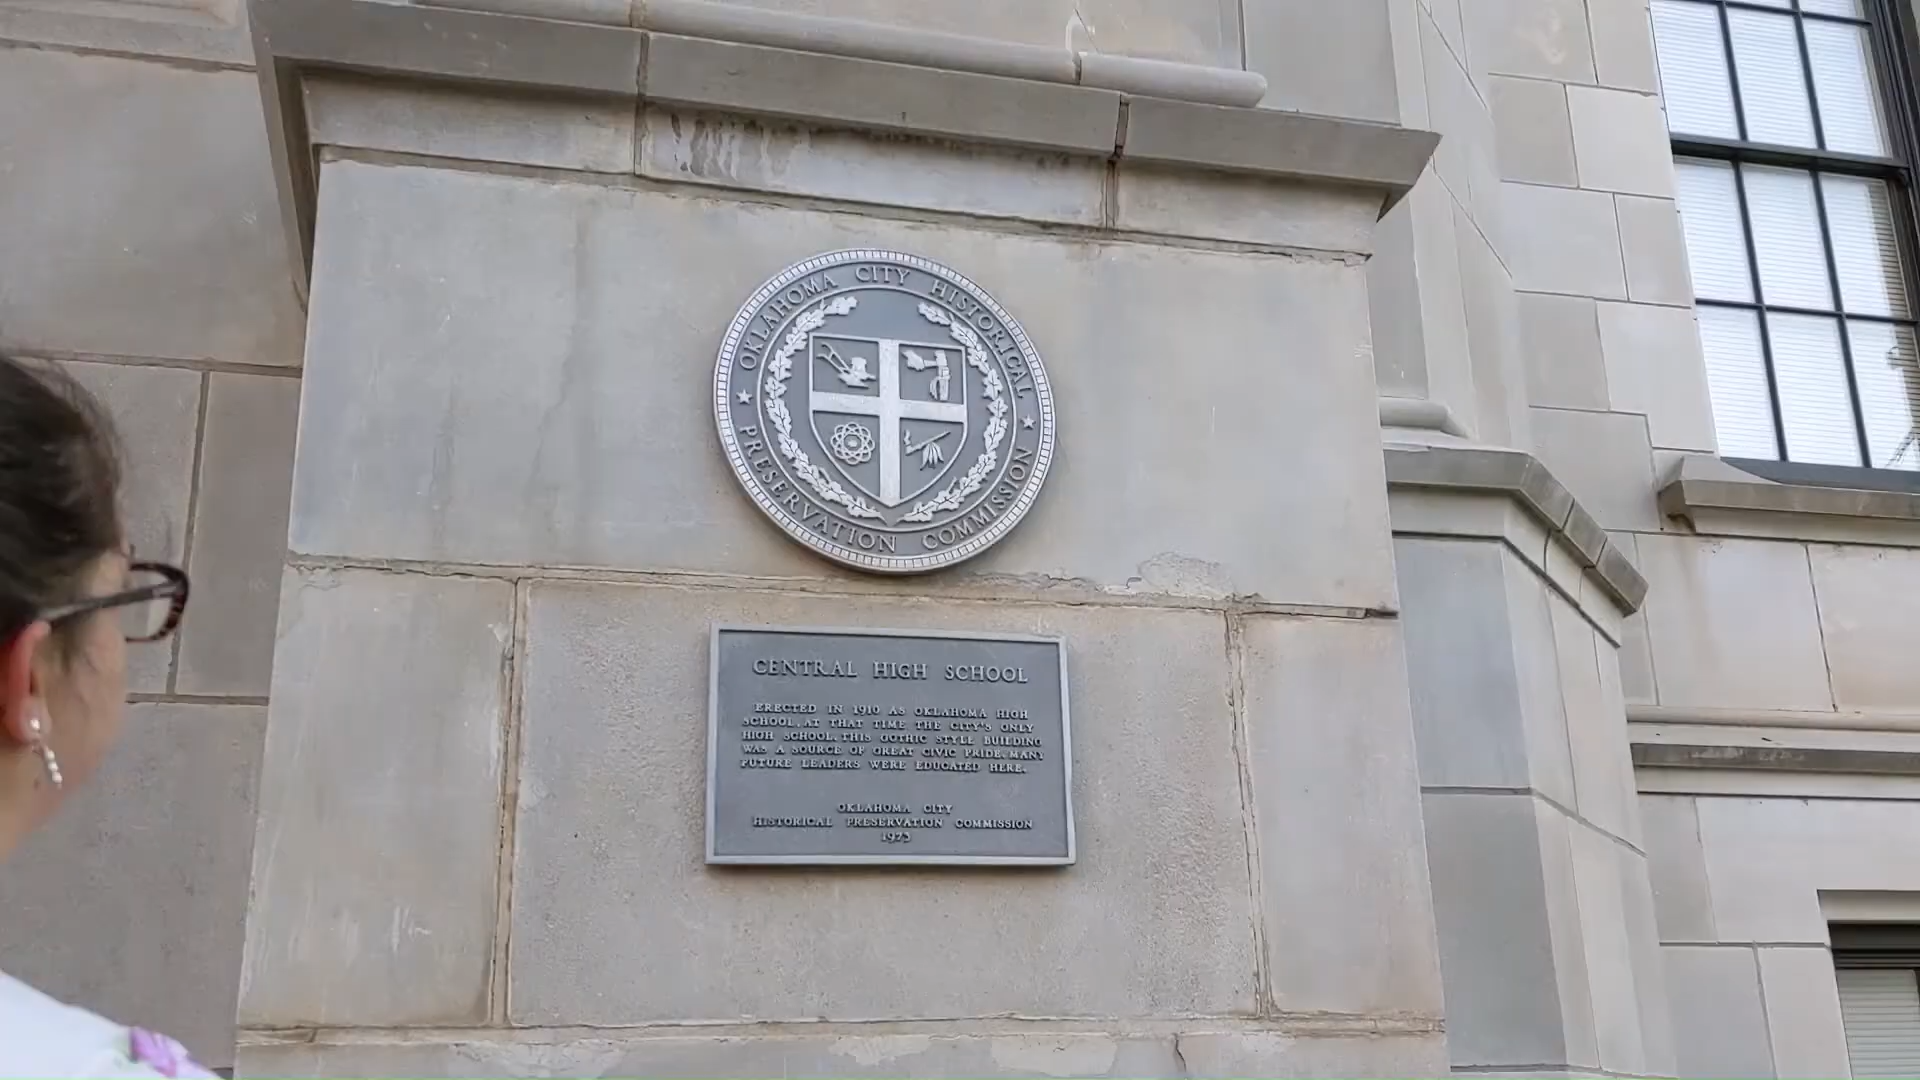 OKLAHOMA CITY HISTORICAL
PRESERVATION COMMISSION
CENTRAL HIGH SCHOOL
ERECTED IN 1910 AS OKLAHOMA HIGH
SCHOOL, AT THAT TIME THE CITY'S ONLY
HIGH SCHOOL. THIS GOTHIC STYLE BUILDING
WAS A SOURCE OF GREAT CIVIC PRIDE. MANY
FUTURE LEADERS WERE EDUCATED HERE.
OKLAHOMA CITY
HISTORICAL PRESERVATION COMMISSION
1973